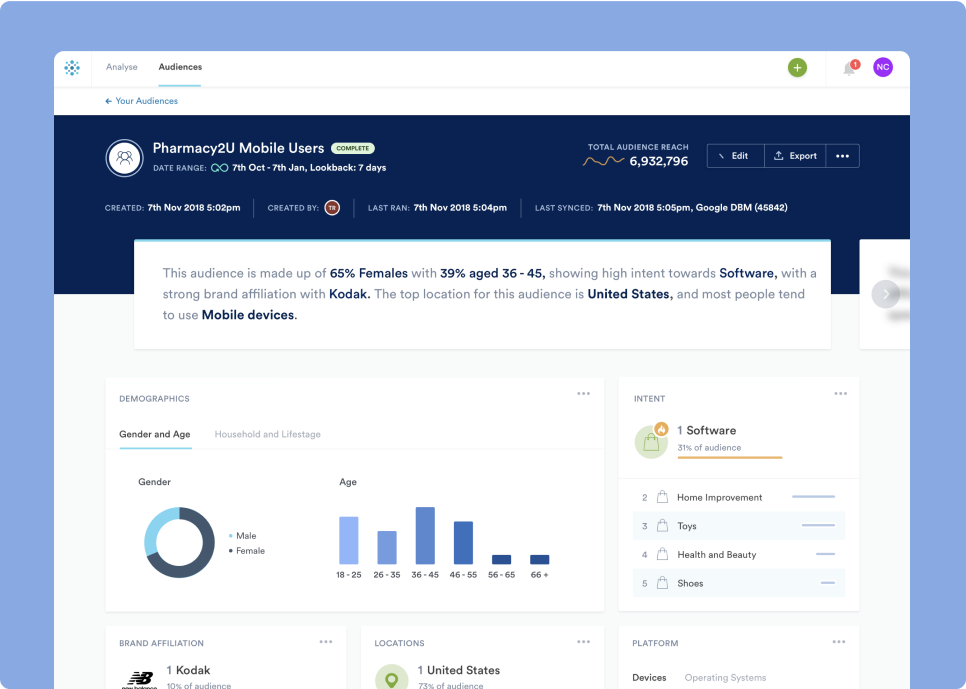 Analyse Audiences
1
NC
Your Audiences
Pharmacy2U Mobile Users COMPLETE
DATE RANGE: 7th Oct - 7th Jan, Lookback: 7 days
TOTAL AUDIENCE REACH
6,932,796
Edit Export
CREATED: 7th Nov 2018 5:02pm CREATED BY: TR LAST RAN: 7th Nov 2018 5:04pm LAST SYNCED: 7th Nov 2018 5:05pm, Google DBM (45842)
This audience is made up of 65% Females with 39% aged 36 - 45, showing high intent towards Software, with a
strong brand affiliation with Kodak. The top location for this audience is United States, and most people tend
to use Mobile devices.
DEMOGRAPHICS
Gender and Age Household and Lifestage
Gender
Male
Female
Age
18 - 25 26 - 35 36 - 45 46 - 55 56 - 65 66 +
INTENT
1 Software
31% of audience
2 Home Improvement
3 Toys
4 Health and Beauty
5 Shoes
BRAND AFFILIATION
1 Kodak
10% of audience
new balance
LOCATIONS
1 United States
73% of audience
PLATFORM
Devices Operating Systems